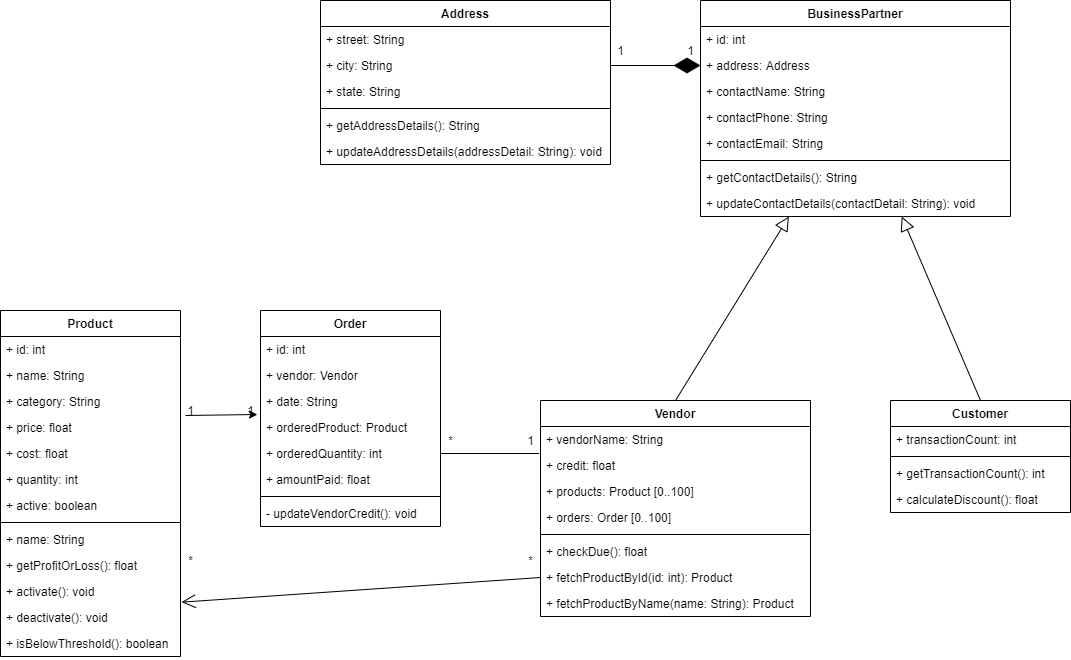 Address
+ street: String
+ city: String
+ state: String
+ getAddressDetails(): String
+ updateAddressDetails(addressDetail: String): void
1
1
BusinessPartner
+ id: int
+ address: Address
+ contactName: String
+ contactPhone: String
+ contactEmail: String
+ getContactDetails(): String
+ updateContactDetails(contactDetail: String): void
Product
+ id: int
+ name: String
+ category: String
+ price: float
+ cost: float
+ quantity: int
+ active: boolean
+ name: String
+ getProfitOrLoss(): float
+ activate(): void
+ deactivate(): void
+ isBelowThreshold(): boolean
1
1
Order
+ id: int
+ vendor: Vendor
+ date: String
+ orderedProduct: Product
+ orderedQuantity: int
+ amountPaid: float
- updateVendorCredit(): void
*
1
*
*
Vendor
+ vendorName: String
+ credit: float
+ products: Product [0..100]
+ orders: Order [0..100]
+ checkDue(): float
+ fetchProductById(id: int): Product
+ fetchProductByName(name: String): Product
Customer
+ transactionCount: int
+ getTransactionCount(): int
+ calculateDiscount(): float